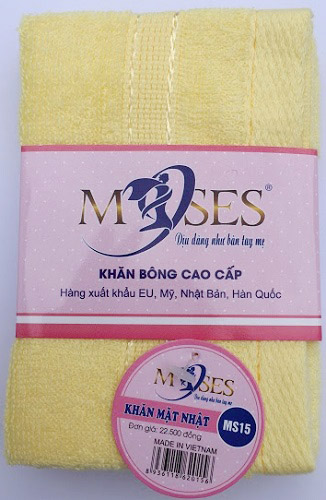 MOSES®
Dịu dàng như bàn tay mẹ
KHĂN BÔNG CAO CẤP
Hàng xuất khẩu EU, Mỹ, Nhật Bản, Hàn Quốc
MOSES
Dịu dàng như bàn tay mẹ
KHĂN MẶT NHẬT
MS15
Đơn giá: 22.500 đồng
MADE IN VIETNAM
8936118620156